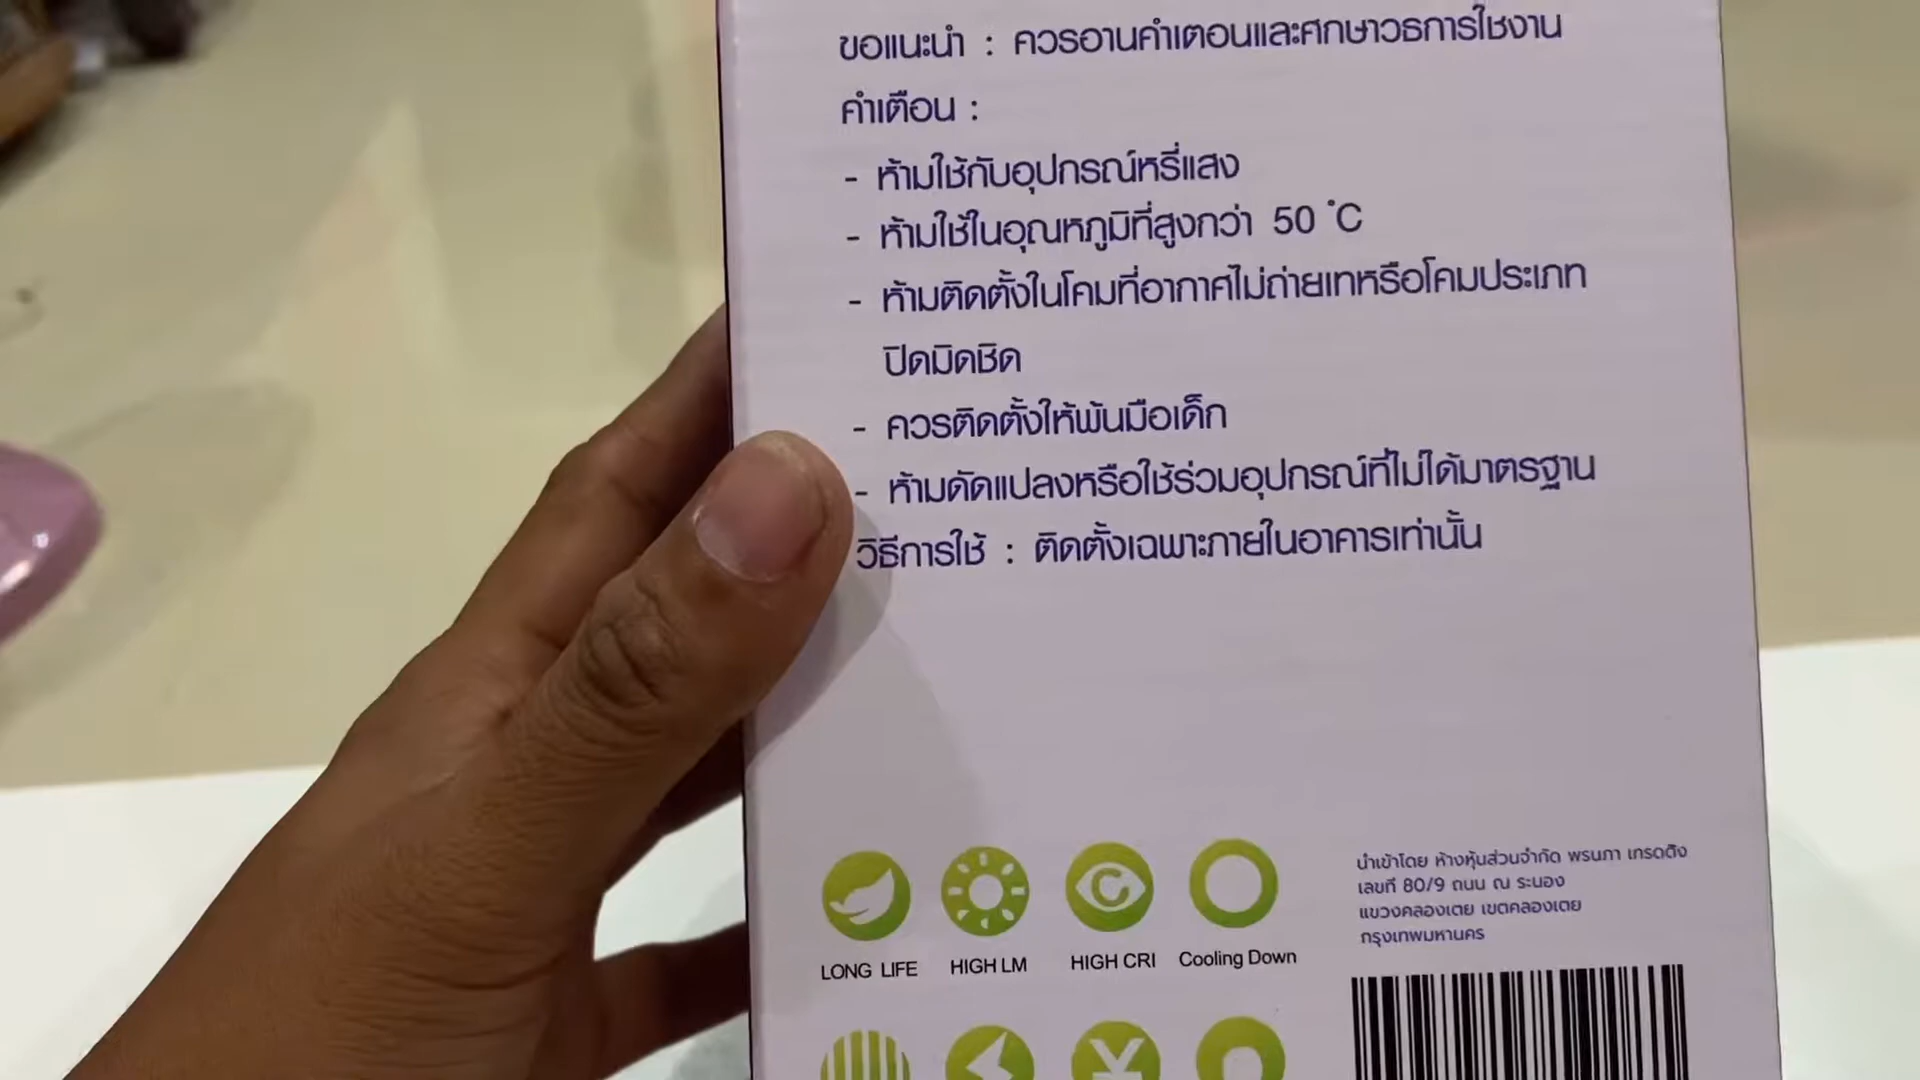 ขอแนะนำ : ควรอานคำเตอนและศกษาวธการใชงาน
คำเตือน :
- ห้ามใช้กับอุปกรณ์หรี่แสง
- ห้ามใช้ในอุณหภูมิที่สูงกว่า 50 °C
- ห้ามติดตั้งในโคมที่อากาศไม่ถ่ายเทหรือโคมประเภท
ปิดมิดชิด
- ควรติดตั้งให้พ้นมือเด็ก
- ห้ามดัดแปลงหรือใช้ร่วมอุปกรณ์ที่ไม่ได้มาตรฐาน
วิธีการใช้ : ติดตั้งเฉพาะภายในอาคารเท่านั้น
LONG LIFE HIGH LM HIGH CRI Cooling Down
นำเข้าโดย ห้างหุ้นส่วนจำกัด พรนภา เทรดดิง
เลขที่ 80/9 ถนน ณ ระนอง
แขวงคลองเตย เขตคลองเตย
กรุงเทพมหานคร